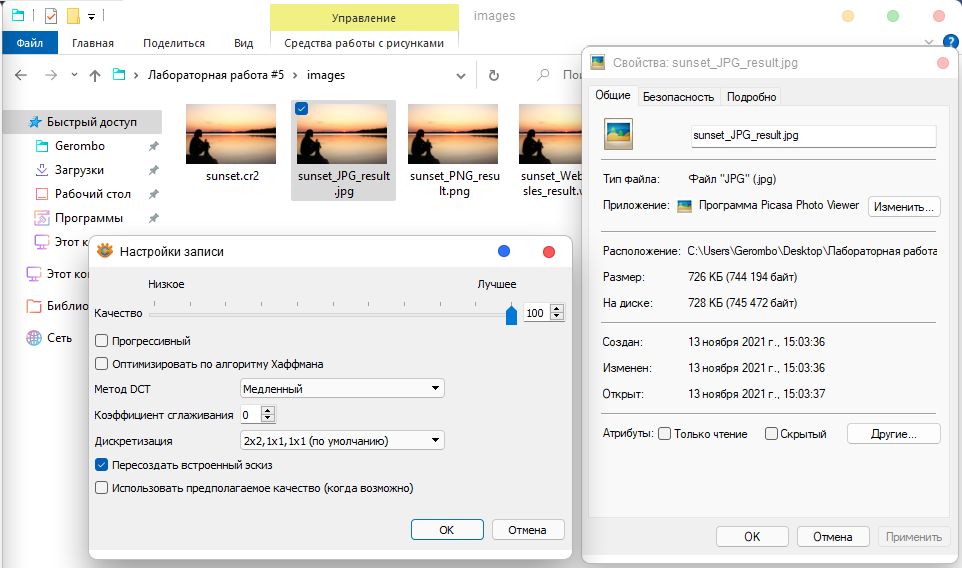 Управление
images
Файл
Главная
Поделиться
Вид
Средства работы с рисунками
Лабораторная работа #5
images
Быстрый доступ
Gerombo
Загрузки
Рабочий стол
Программы
Этот к
Этот ко
Библио
Сеть
sunset.cr2
sunset_JPG_result
.jpg
sunset_PNG_resu
lt.png
sunset_Web
sles_result.v
Настройки записи
Низкое
Лучшее
Качество
100
Прогрессивный
Оптимизировать по алгоритму Хаффмана
Метод DCT
Медленный
Коэффициент сглаживания
0
Дискретизация
2x2,1x1,1x1 (по умолчанию)
Пересоздать встроенный эскиз
Использовать предполагаемое качество (когда возможно)
ОК
Отмена
Свойства: sunset_JPG_result.jpg
Общие
Безопасность
Подробно
sunset_JPG_result.jpg
Тип файла:
Файл "JPG" (.jpg)
Приложение:
Программа Picasa Photo Viewer
Изменить...
Расположение:
C:\Users\Gerombo\Desktop\Лабораторная работа
Размер:
726 КБ (744 194 байт)
На диске:
728 КБ (745 472 байт)
Создан:
13 ноября 2021 г., 15:03:36
Изменен:
13 ноября 2021 г., 15:03:36
Открыт:
13 ноября 2021 г., 15:03:37
Атрибуты:
Только чтение
Скрытый
Другие...
ОК
Отмена
Применить